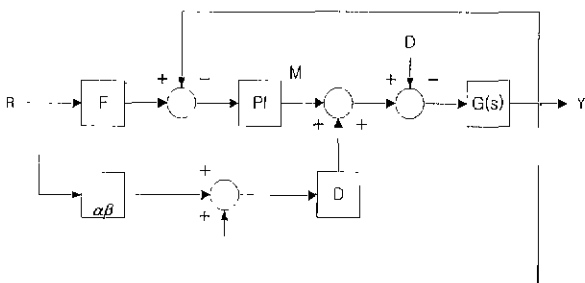 D
+ − M + −
R F PI G(s) Y
+ +
+
αβ − D
+